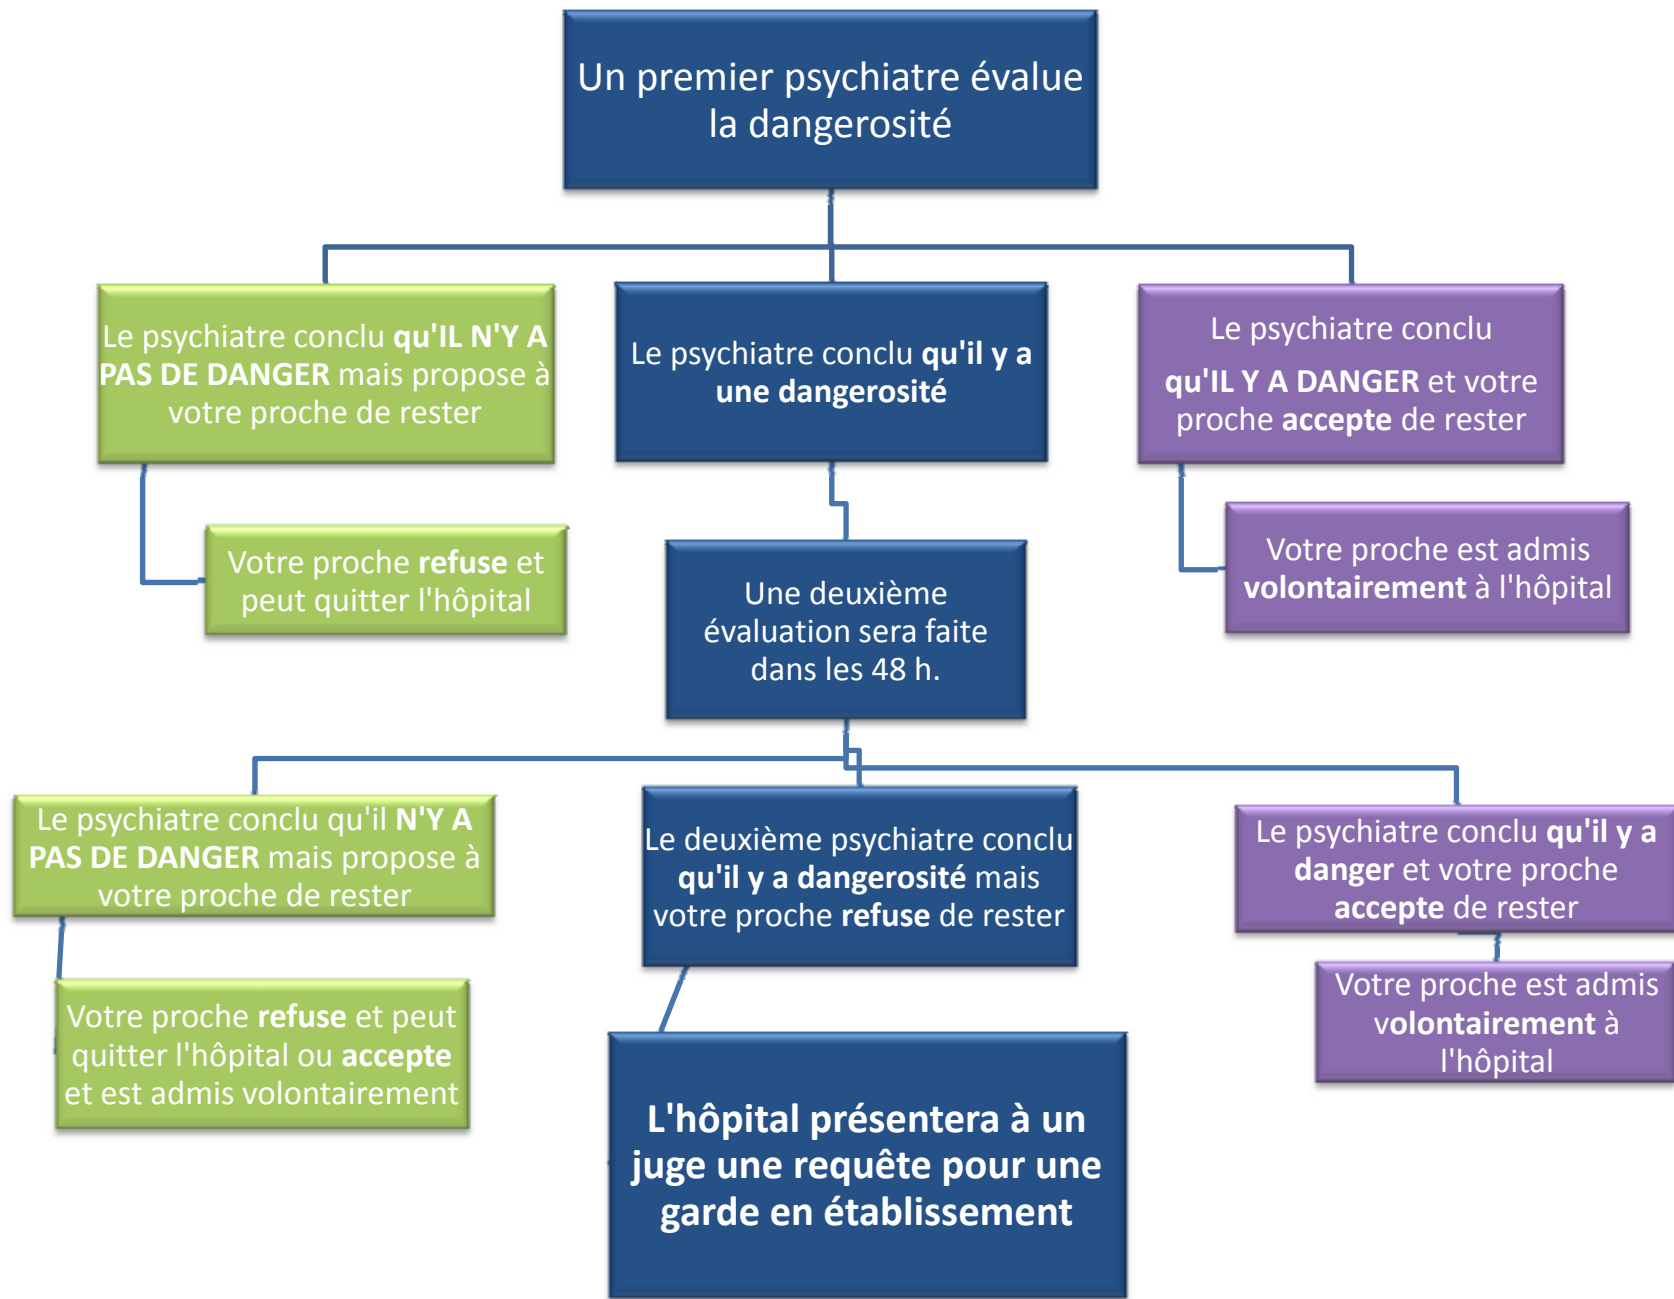 Un premier psychiatre évalue
la dangerosité
Le psychiatre conclu qu'IL N'Y A
PAS DE DANGER mais propose à
votre proche de rester
Le psychiatre conclu qu'il y a
une dangerosité
Le psychiatre conclu
qu'IL Y A DANGER et votre
proche accepte de rester
Votre proche refuse et
peut quitter l'hôpital
Une deuxième
évaluation sera faite
dans les 48 h.
Votre proche est admis
volontairement à l'hôpital
Le psychiatre conclu qu'il N'Y A
PAS DE DANGER mais propose à
votre proche de rester
Le deuxième psychiatre conclu
qu'il y a dangerosité mais
votre proche refuse de rester
Le psychiatre conclu qu'il y a
danger et votre proche
accepte de rester
Votre proche refuse et peut
quitter l'hôpital ou accepte
et est admis volontairement
L'hôpital présentera à un
juge une requête pour une
garde en établissement
Votre proche est admis
volontairement à
l'hôpital